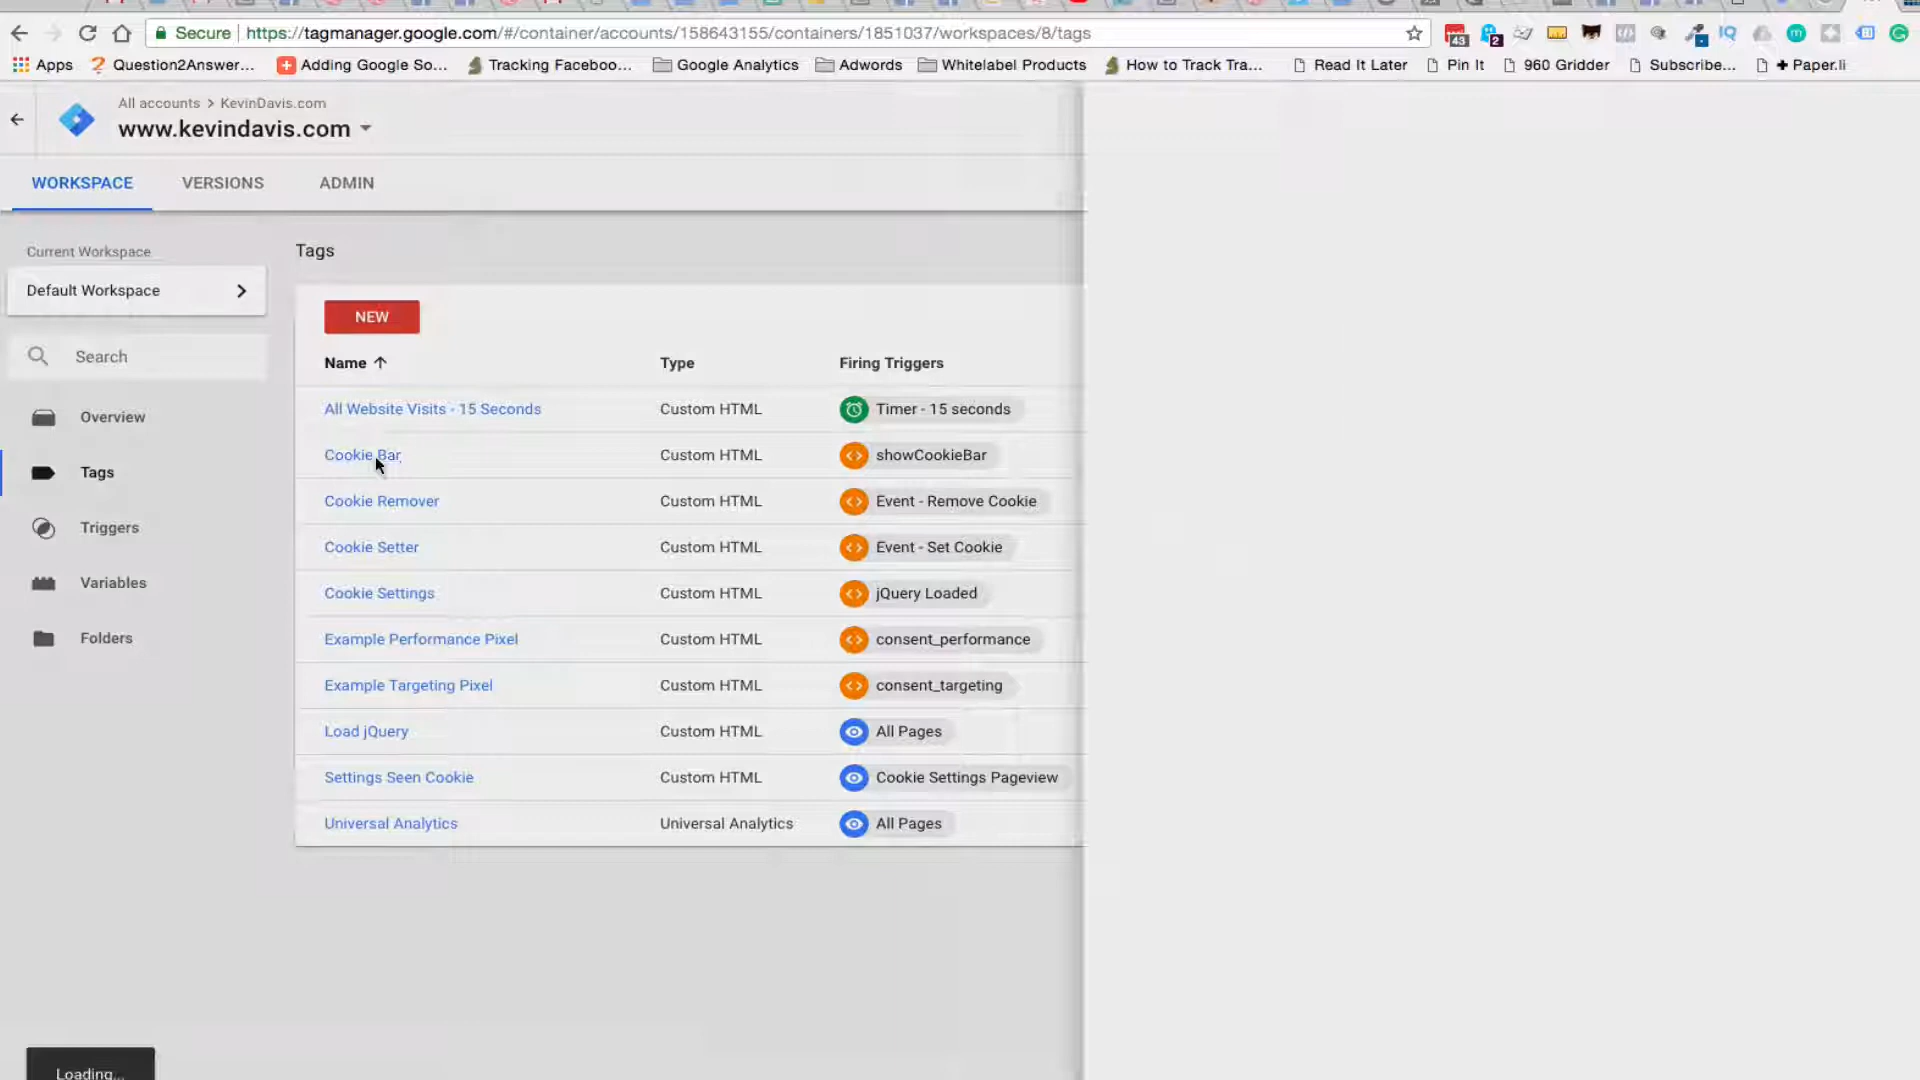 Secure https://tagmanager.google.com/#/container/accounts/158643155/containers/1851037/workspaces/8/tags
43 2 IQ m
Apps Question2Answer... Adding Google So... Tracking Faceboo... Google Analytics Adwords Whitelabel Products How to Track Tra... Read It Later Pin It 960 Gridder Subscribe... + Paper.li
All accounts > KevinDavis.com
www.kevindavis.com
WORKSPACE VERSIONS ADMIN
Current Workspace
Default Workspace
Search
Overview
Tags
Triggers
Variables
Folders
Tags
NEW
Name Type Firing Triggers
All Website Visits - 15 Seconds Custom HTML Timer - 15 seconds
Cookie Bar Custom HTML showCookieBar
Cookie Remover Custom HTML Event - Remove Cookie
Cookie Setter Custom HTML Event - Set Cookie
Cookie Settings Custom HTML jQuery Loaded
Example Performance Pixel Custom HTML consent_performance
Example Targeting Pixel Custom HTML consent_targeting
Load jQuery Custom HTML All Pages
Settings Seen Cookie Custom HTML Cookie Settings Pageview
Universal Analytics Universal Analytics All Pages
Loading...